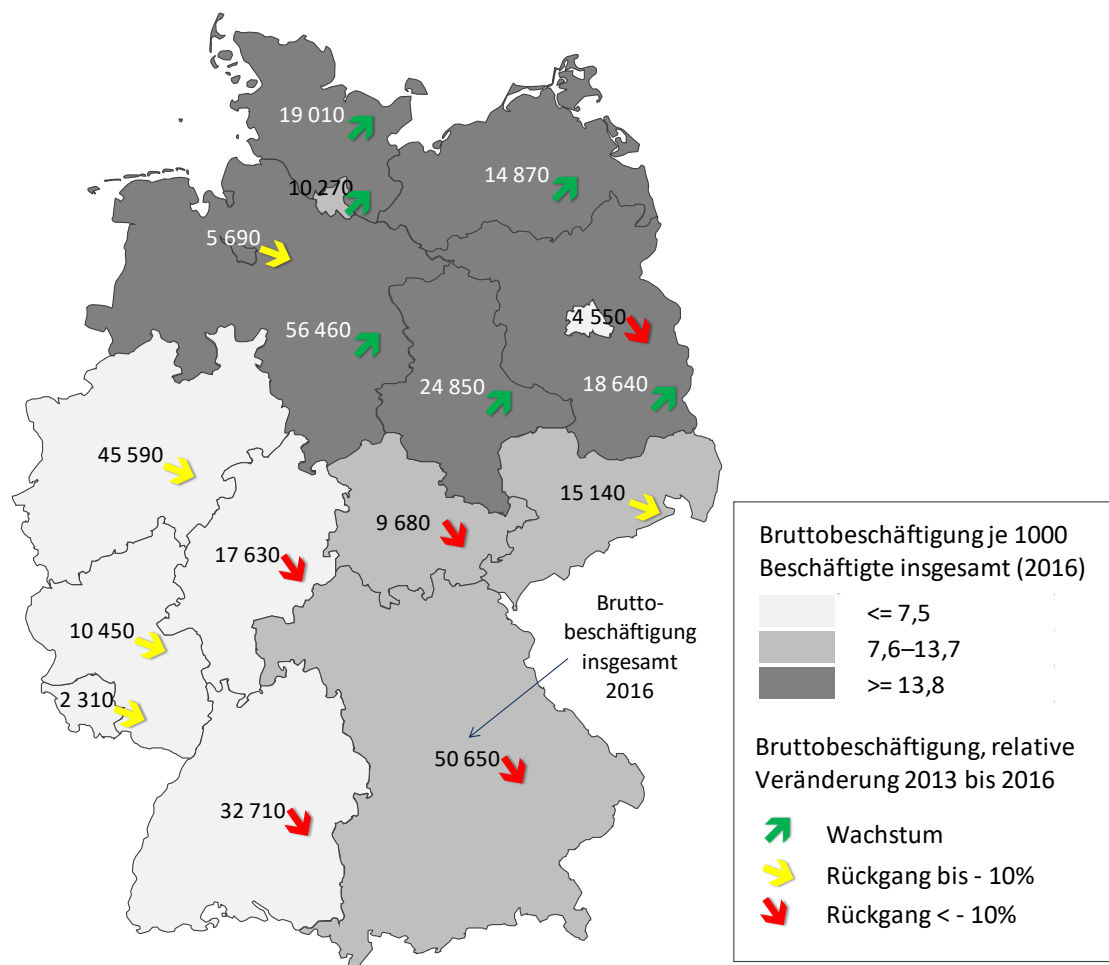 19 010
14 870
10 270
5 690
4 550
56 460
24 850
18 640
45 590
15 140
9 680
17 630
10 450
2 310
Brutto-
beschäftigung
insgesamt
2016
50 650
32 710
Bruttobeschäftigung je 1000
Beschäftigte insgesamt (2016)
<= 7,5
7,6–13,7
>= 13,8
Bruttobeschäftigung, relative
Veränderung 2013 bis 2016
Wachstum
Rückgang bis - 10%
Rückgang < - 10%